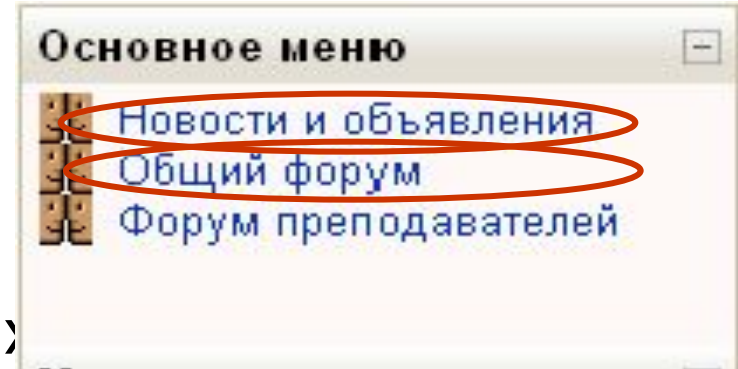 Основное меню
Новости и объявления
Общий форум
Форум преподавателей